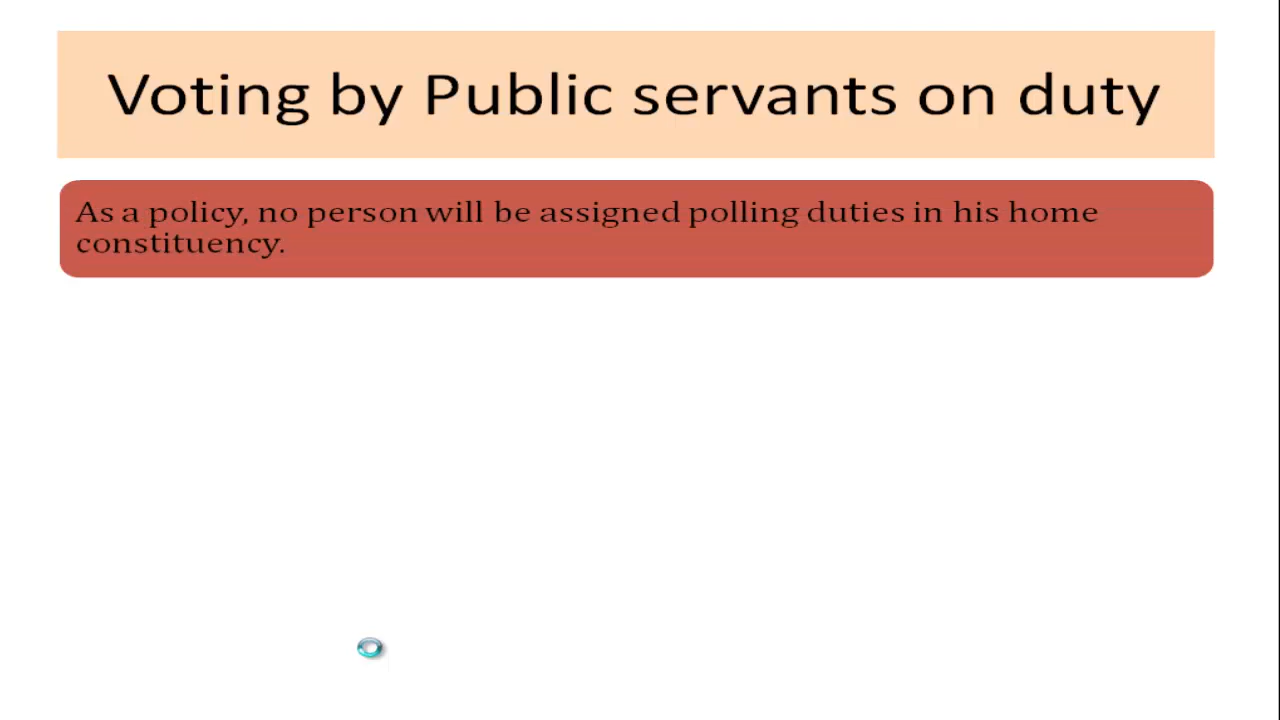 Voting by Public servants on duty
As a policy, no person will be assigned polling duties in his home
constituency.